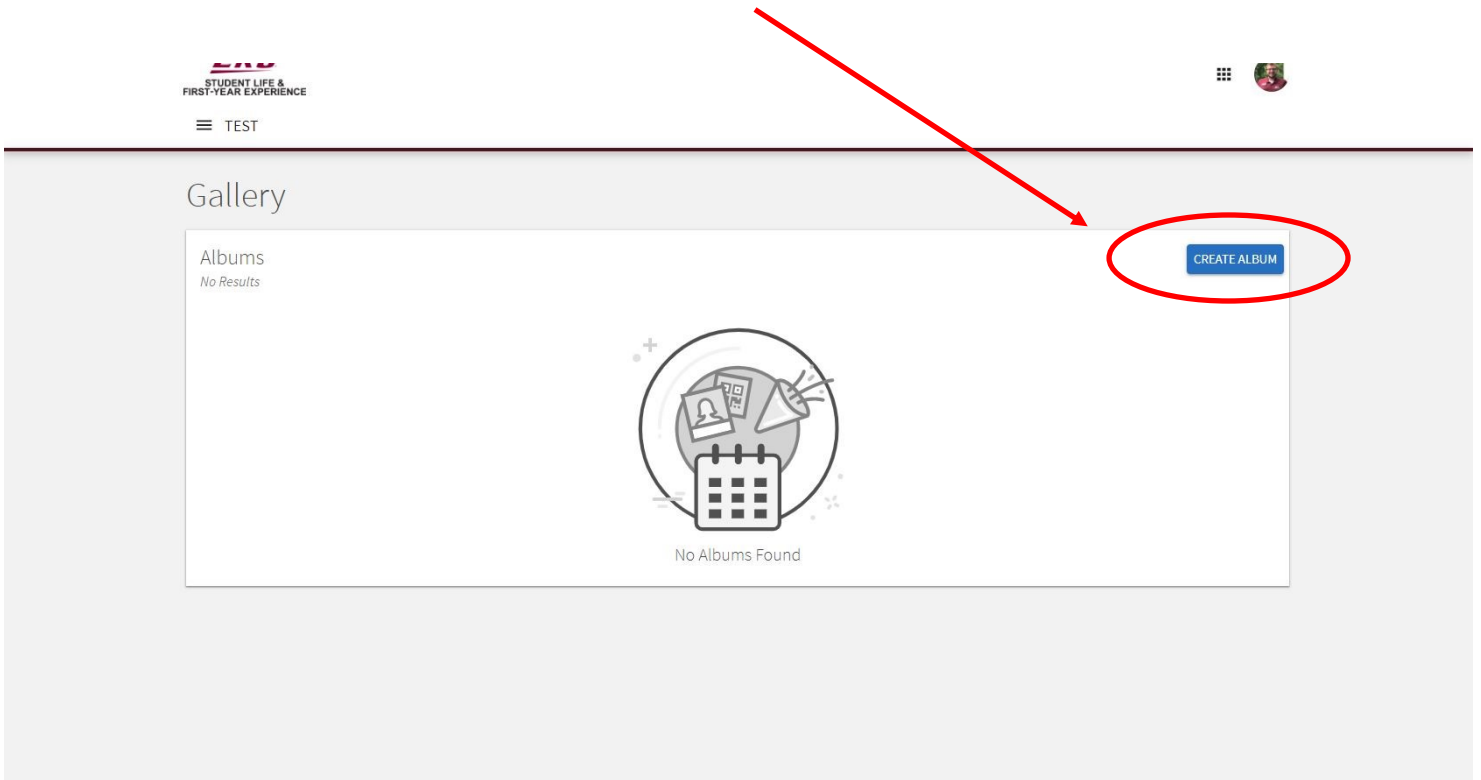 STUDENT LIFE &
FIRST-YEAR EXPERIENCE
TEST
Gallery
Albums
CREATE ALBUM
No Results
No Albums Found